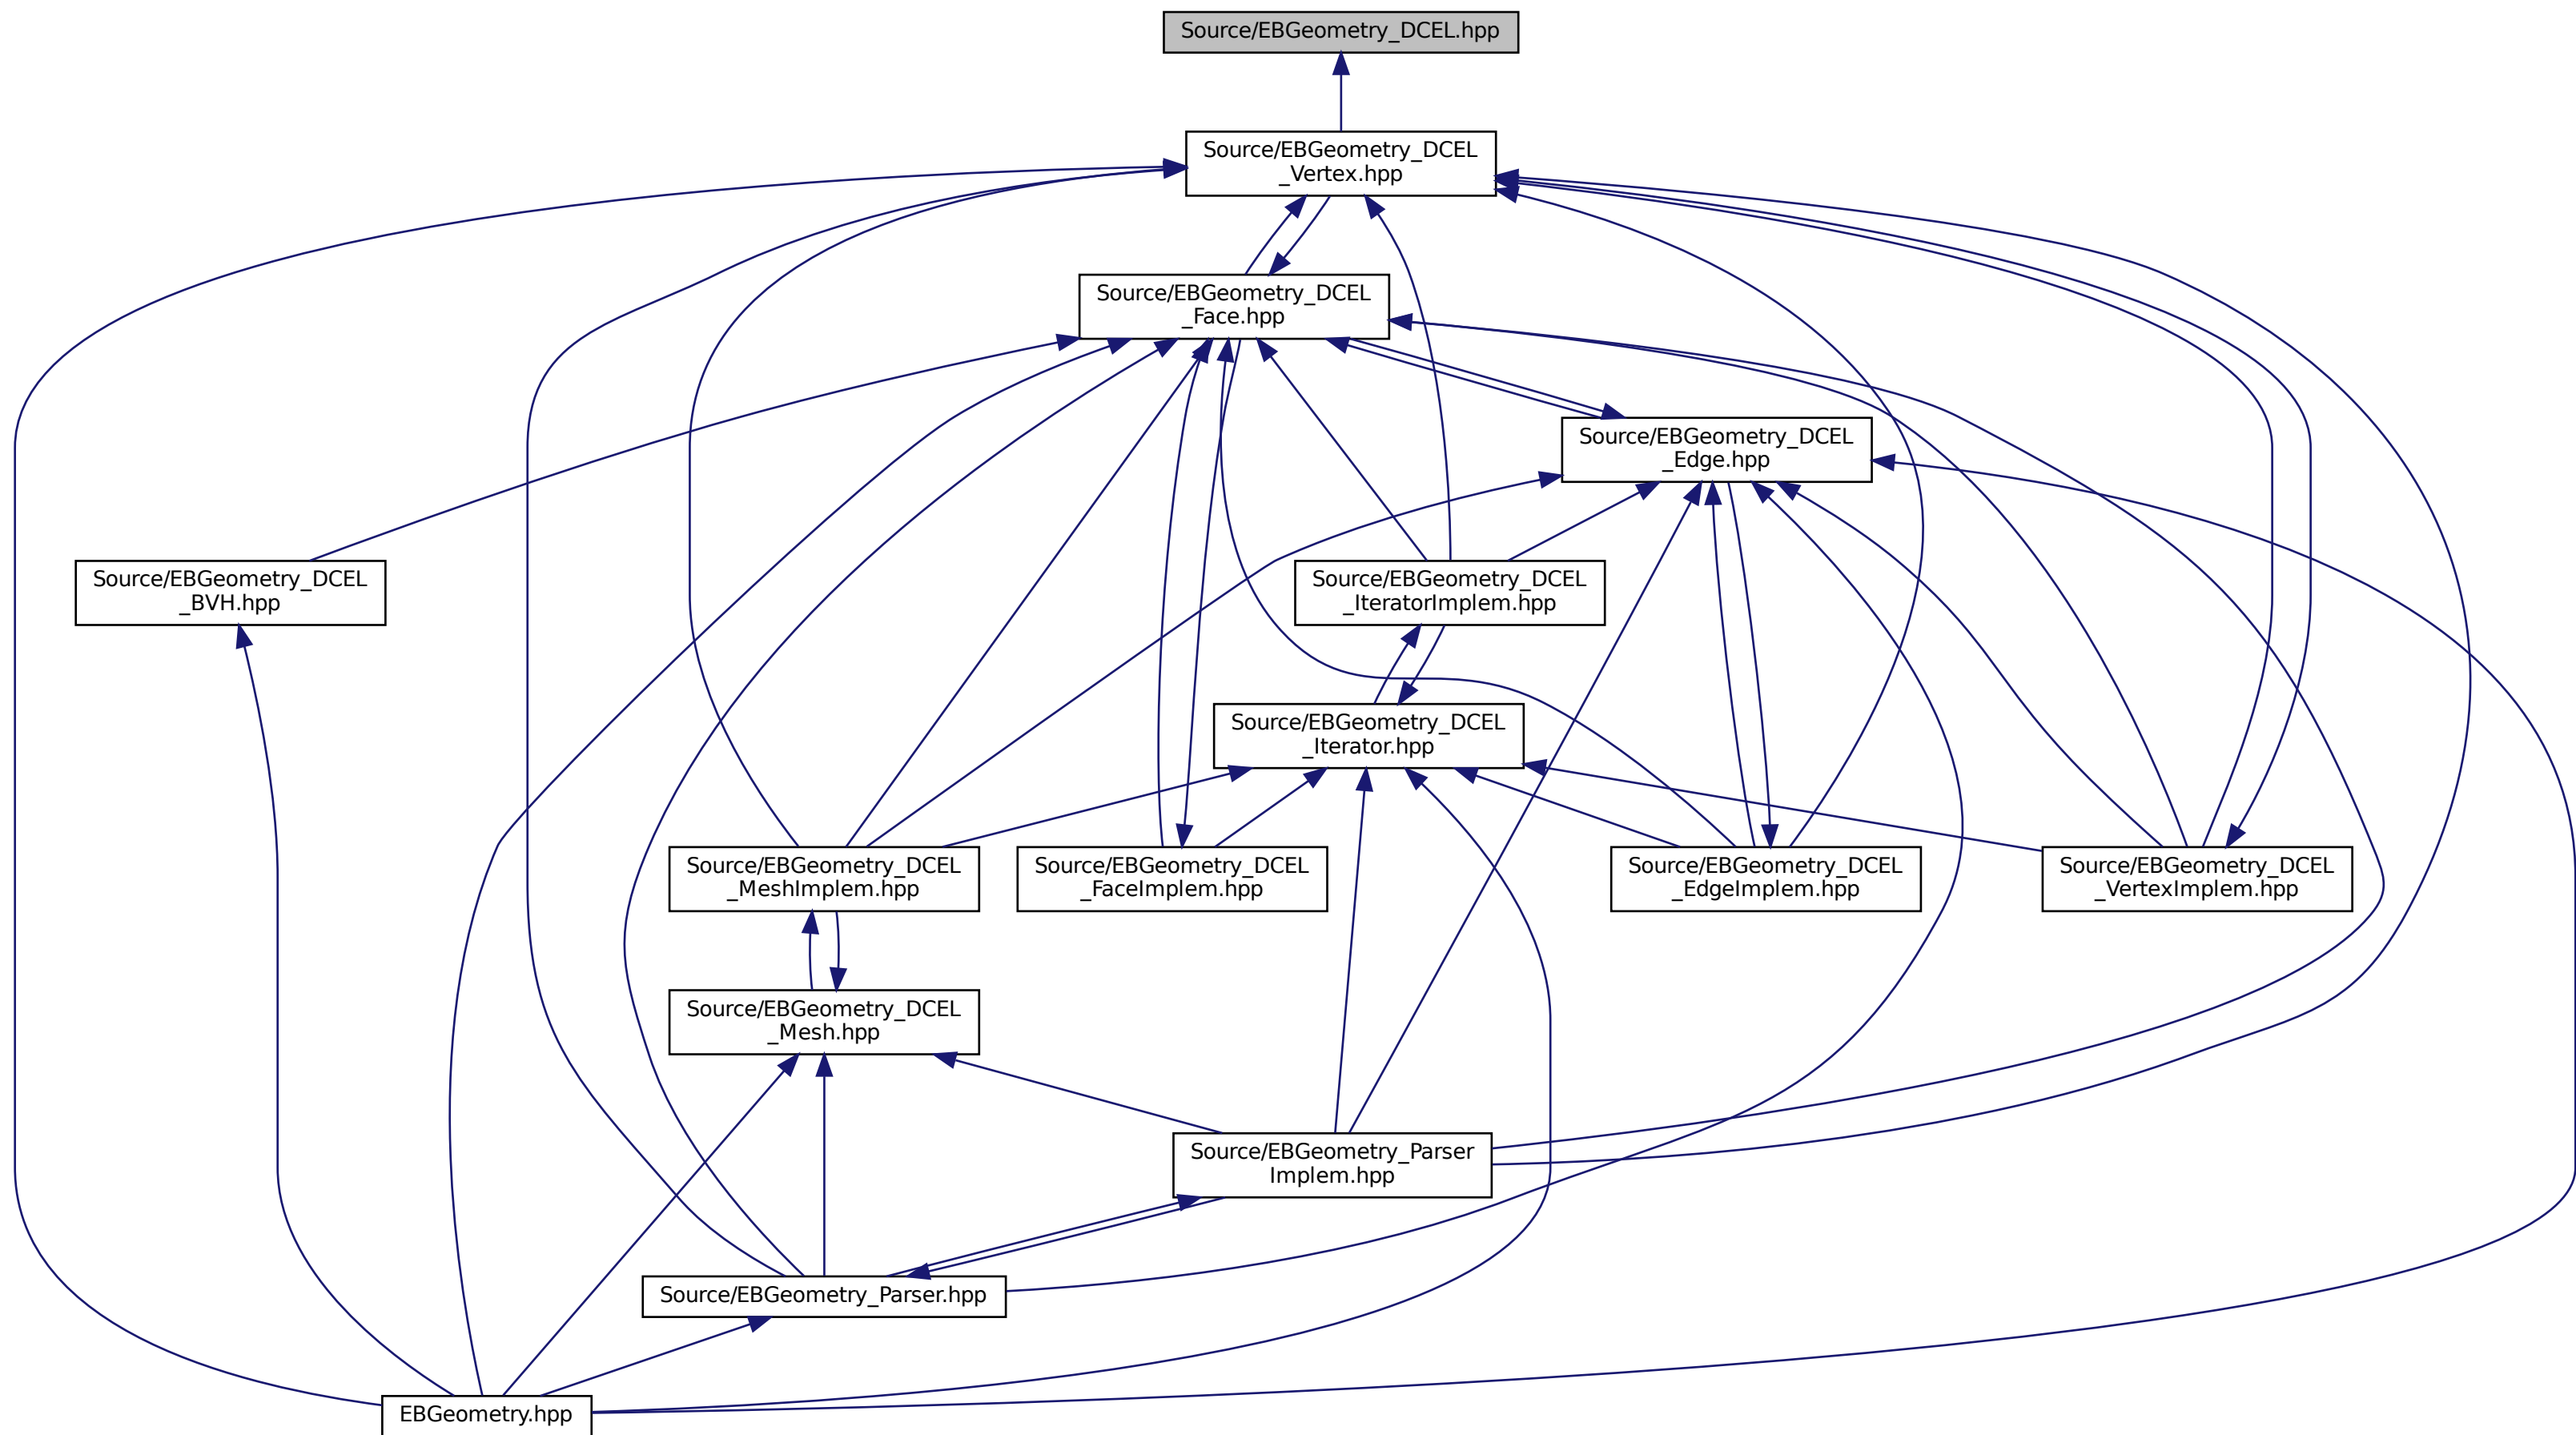 Source/EBGeometry_DCEL.hpp
Source/EBGeometry_DCEL
_Vertex.hpp
Source/EBGeometry_DCEL
_Face.hpp
Source/EBGeometry_DCEL
_Edge.hpp
Source/EBGeometry_DCEL
_BVH.hpp
Source/EBGeometry_DCEL
_IteratorImplem.hpp
Source/EBGeometry_DCEL
_Iterator.hpp
Source/EBGeometry_DCEL
_MeshImplem.hpp
Source/EBGeometry_DCEL
_FaceImplem.hpp
Source/EBGeometry_DCEL
_EdgeImplem.hpp
Source/EBGeometry_DCEL
_VertexImplem.hpp
Source/EBGeometry_DCEL
_Mesh.hpp
Source/EBGeometry_Parser
Implem.hpp
Source/EBGeometry_Parser.hpp
EBGeometry.hpp